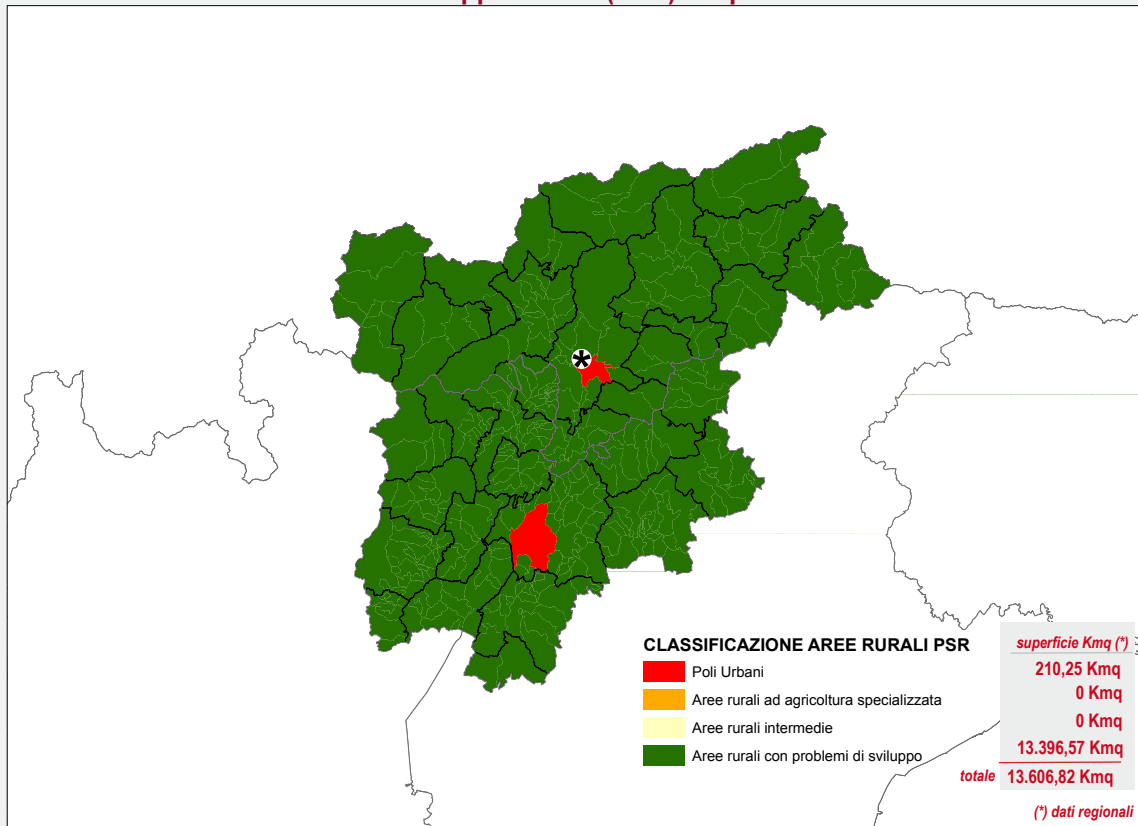 CLASSIFICAZIONE AREE RURALI PSR
superficie Kmq (*)
Poli Urbani 210,25 Kmq
Aree rurali ad agricoltura specializzata 0 Kmq
Aree rurali intermedie 0 Kmq
Aree rurali con problemi di sviluppo 13.396,57 Kmq
totale 13.606,82 Kmq
(*) dati regionali